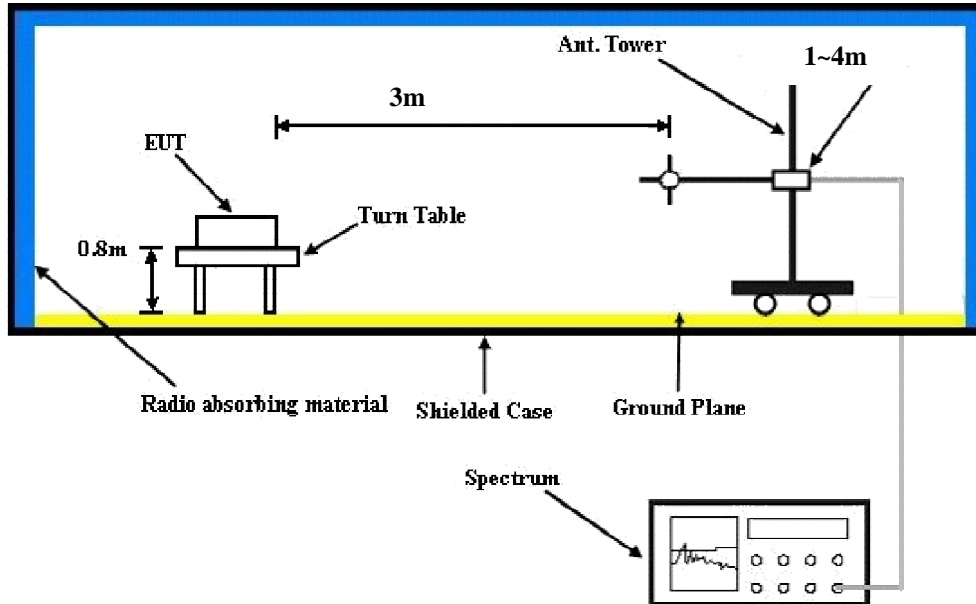 Ant. Tower
1~4m
3m
EUT
Turn Table
0.8m
Radio absorbing material
Shielded Case
Ground Plane
Spectrum